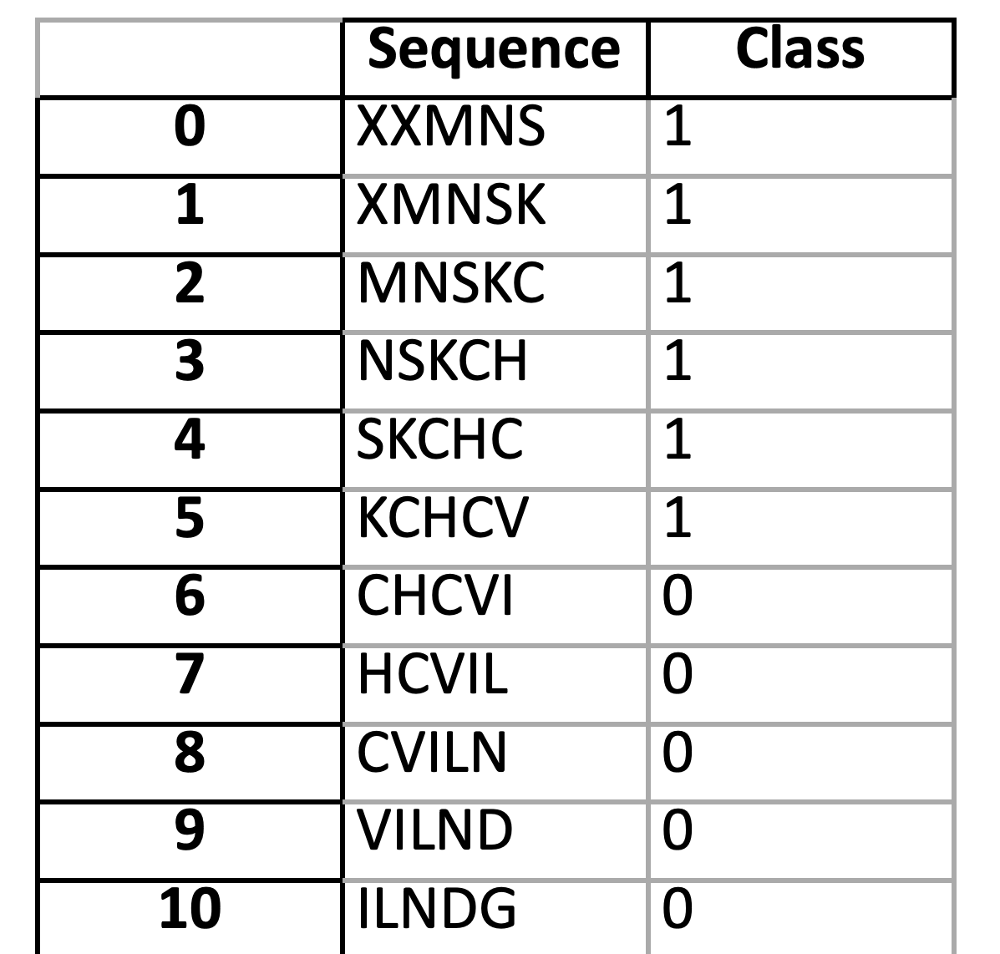 Sequence Class
0 XXMNS 1
1 XMNSK 1
2 MNSKC 1
3 NSKCH 1
4 SKCHC 1
5 KCHCV 1
6 CHCVI 0
7 HCVIL 0
8 CVILN 0
9 VILND 0
10 ILNDG 0